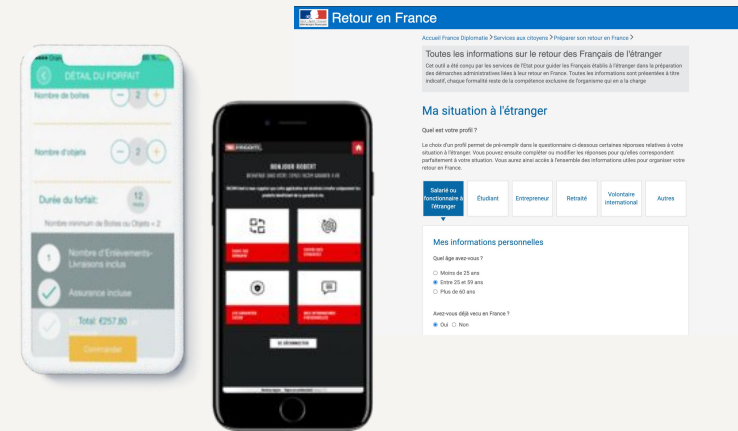 DÉTAIL DU FORFAIT
Nombre de boites
2
Nombre d'objets
2
Durée du forfait:
12
mois
Nombre minimum de Boites ou Objets = 2
1
Nombre d'Enlèvements-
Livraisons inclus
Assurance incluse
Total: €257,80
Commander
BONJOUR ROBERT
SE DÉCONNECTER
Retour en France
Accueil France Diplomatie > Services aux citoyens > Préparer son retour en France >
Toutes les informations sur le retour des Français de l'étranger
Cet outil a été conçu par les services de l'Etat pour guider les Français établis à l'étranger dans la préparation
des démarches administratives liées à leur retour en France. Toutes les informations sont présentées à titre
indicatif, chaque formalité reste de la compétence exclusive de l'organisme qui en a la charge
Ma situation à l'étranger
Quel est votre profil ?
Le choix d'un profil permet de pré-remplir dans le questionnaire ci-dessous certaines réponses relatives à votre
situation à l'étranger. Vous pouvez ensuite compléter ou modifier les réponses pour qu'elles correspondent
parfaitement à votre situation. Vous aurez ainsi accès à l'ensemble des informations utiles pour organiser votre
retour en France.
Salarié ou
fonctionnaire à
l'étranger
Étudiant
Entrepreneur
Retraité
Volontaire
international
Autres
Mes informations personnelles
Quel âge avez-vous ?
Moins de 25 ans
Entre 25 et 59 ans
Plus de 60 ans
Avez-vous déjà vecu en France ?
Oui
Non